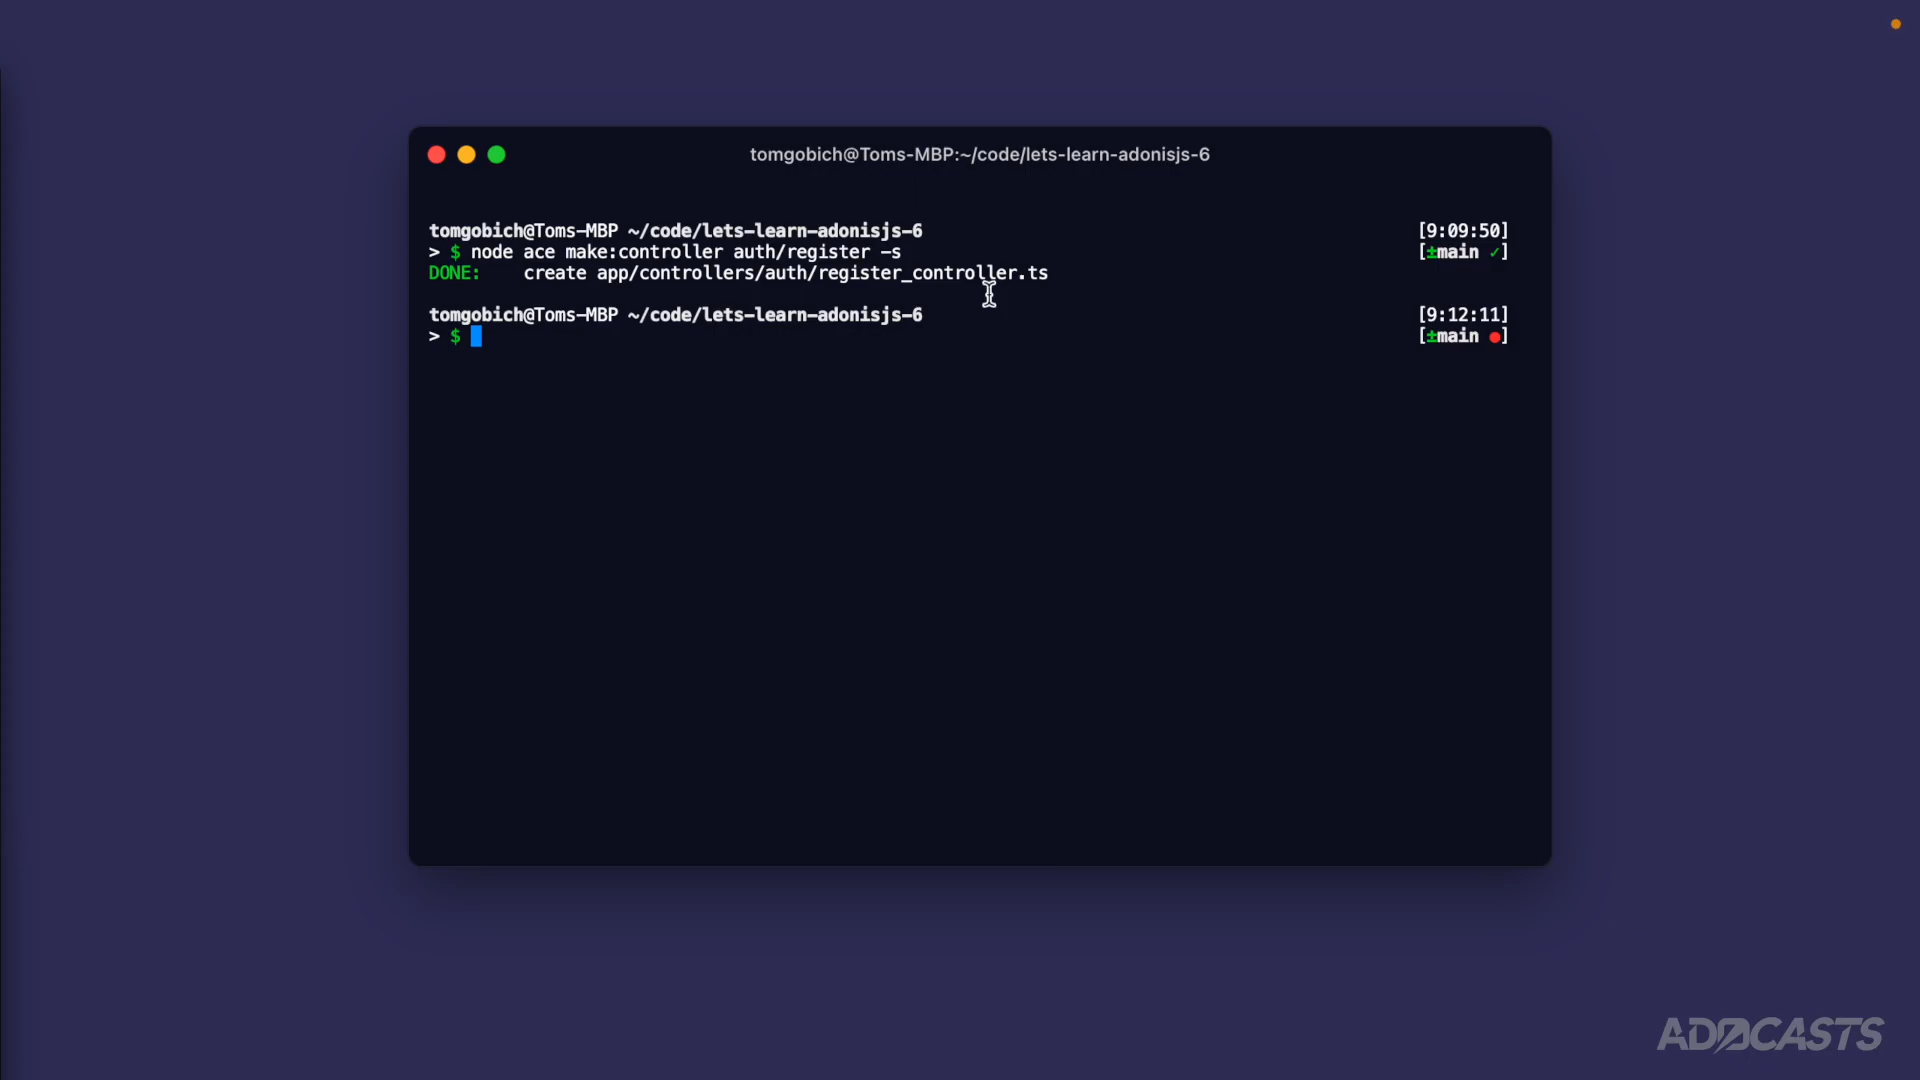 tomgobich@Toms-MBP:~/code/lets-learn-adonisjs-6
tomgobich@Toms-MBP ~/code/lets-learn-adonisjs-6 [9:09:50]
> $ node ace make:controller auth/register -s [±main ✓]
DONE: create app/controllers/auth/register_controller.ts
tomgobich@Toms-MBP ~/code/lets-learn-adonisjs-6 [9:12:11]
> $ [±main ●]
ADOCASTS